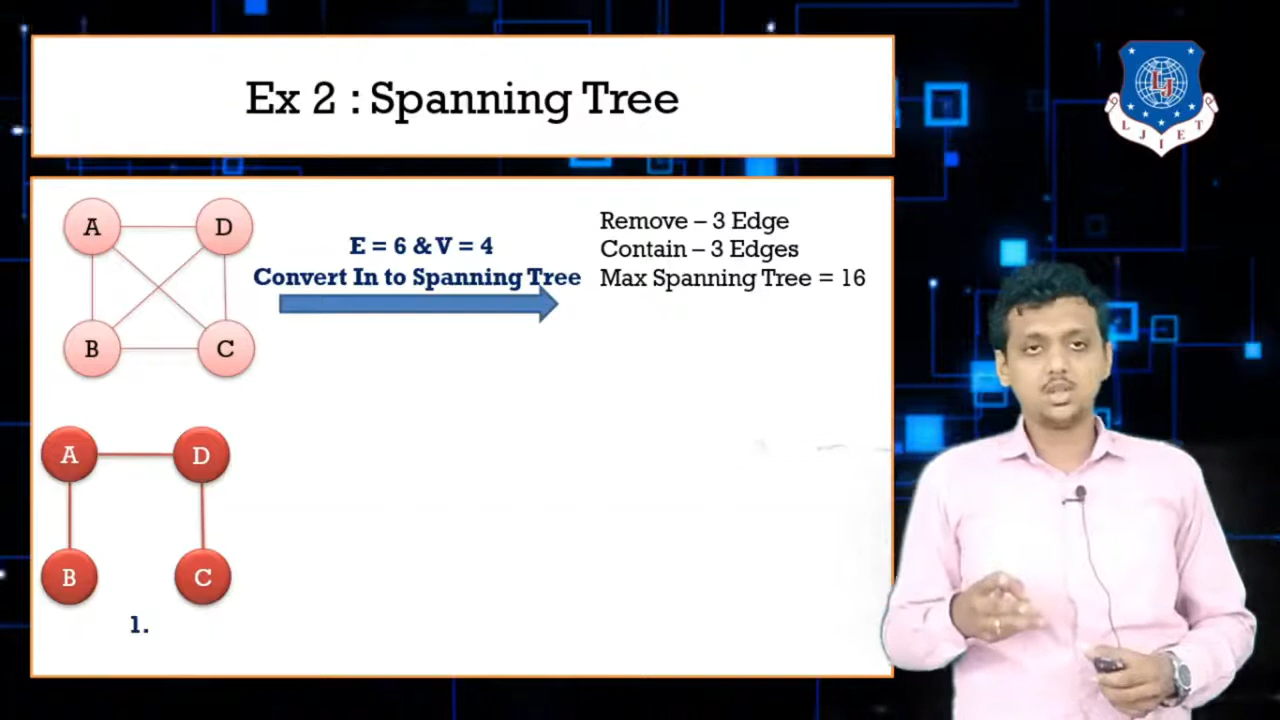 Ex 2 : Spanning Tree
LJ
L J I E T
A
D
B
C
E = 6 & V = 4
Convert In to Spanning Tree
Remove – 3 Edge
Contain – 3 Edges
Max Spanning Tree = 16
A
D
B
C
1.